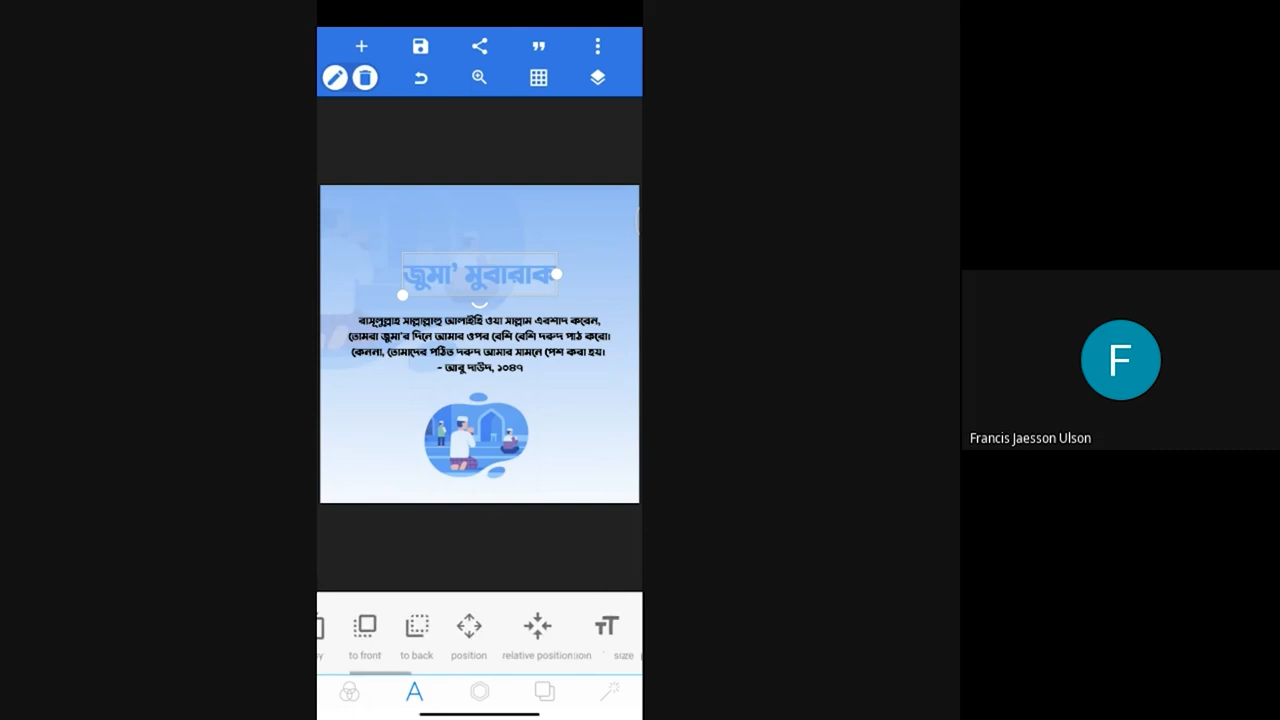 জুমা’ মুবারাক
রাসূলুল্লাহ সাল্লাল্লাহু আলাইহি ওয়া সাল্লাম এরশাদ করেন,
তোমরা জুমা’র দিনে আমার ওপর বেশি বেশি দরুদ পাঠ করো।
কেননা, তোমাদের পঠিত দরুদ আমার সামনে পেশ করা হয়।
- আবু দাউদ, ১০৪৭
to front to back position relative position size
F
Francis Jaesson Ulson